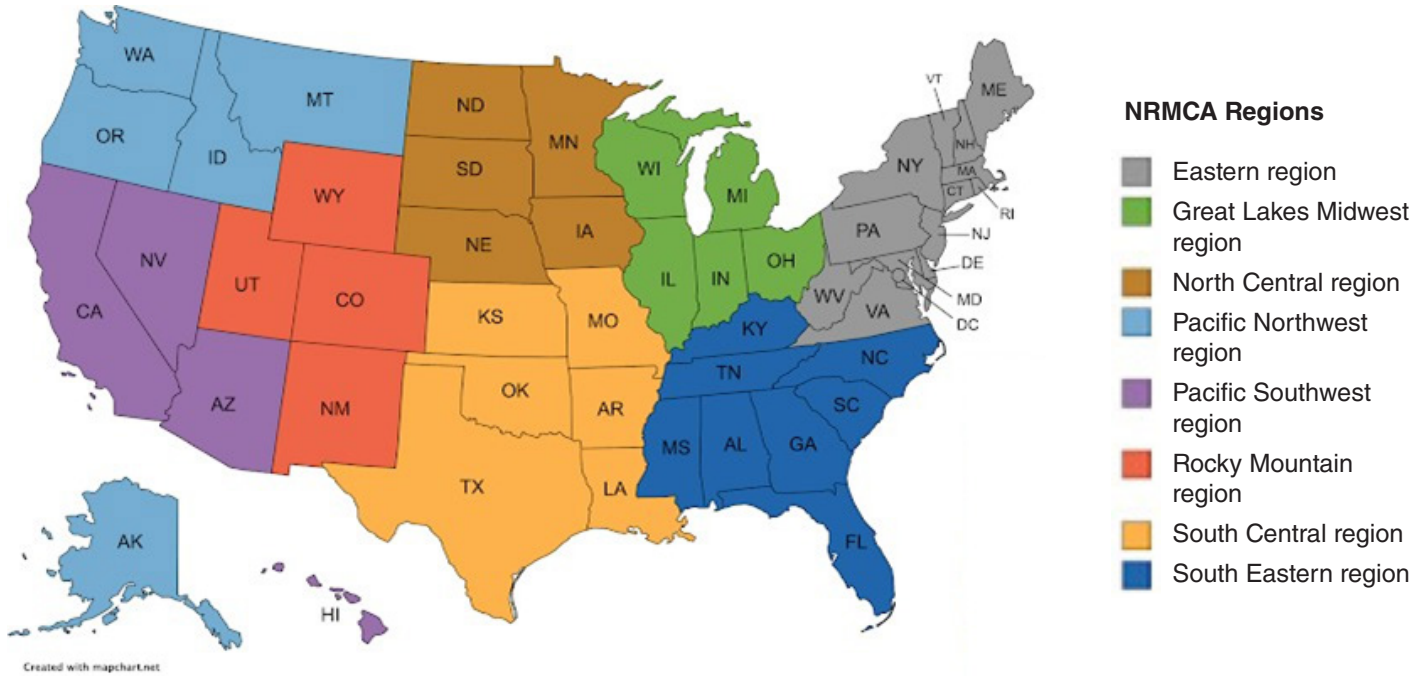 WA
OR
ID
MT
ND
MN
SD
WY
NE
IA
WI
MI
VT
ME
NH
NY
MA
CT
RI
PA
NJ
DE
MD
DC
NV
UT
CO
CA
KS
MO
IL
IN
OH
WV
VA
KY
AZ
NM
OK
AR
TN
NC
SC
MS
AL
GA
TX
LA
FL
AK
HI
Created with mapchart.net
NRMCA Regions
Eastern region
Great Lakes Midwest
region
North Central region
Pacific Northwest
region
Pacific Southwest
region
Rocky Mountain
region
South Central region
South Eastern region